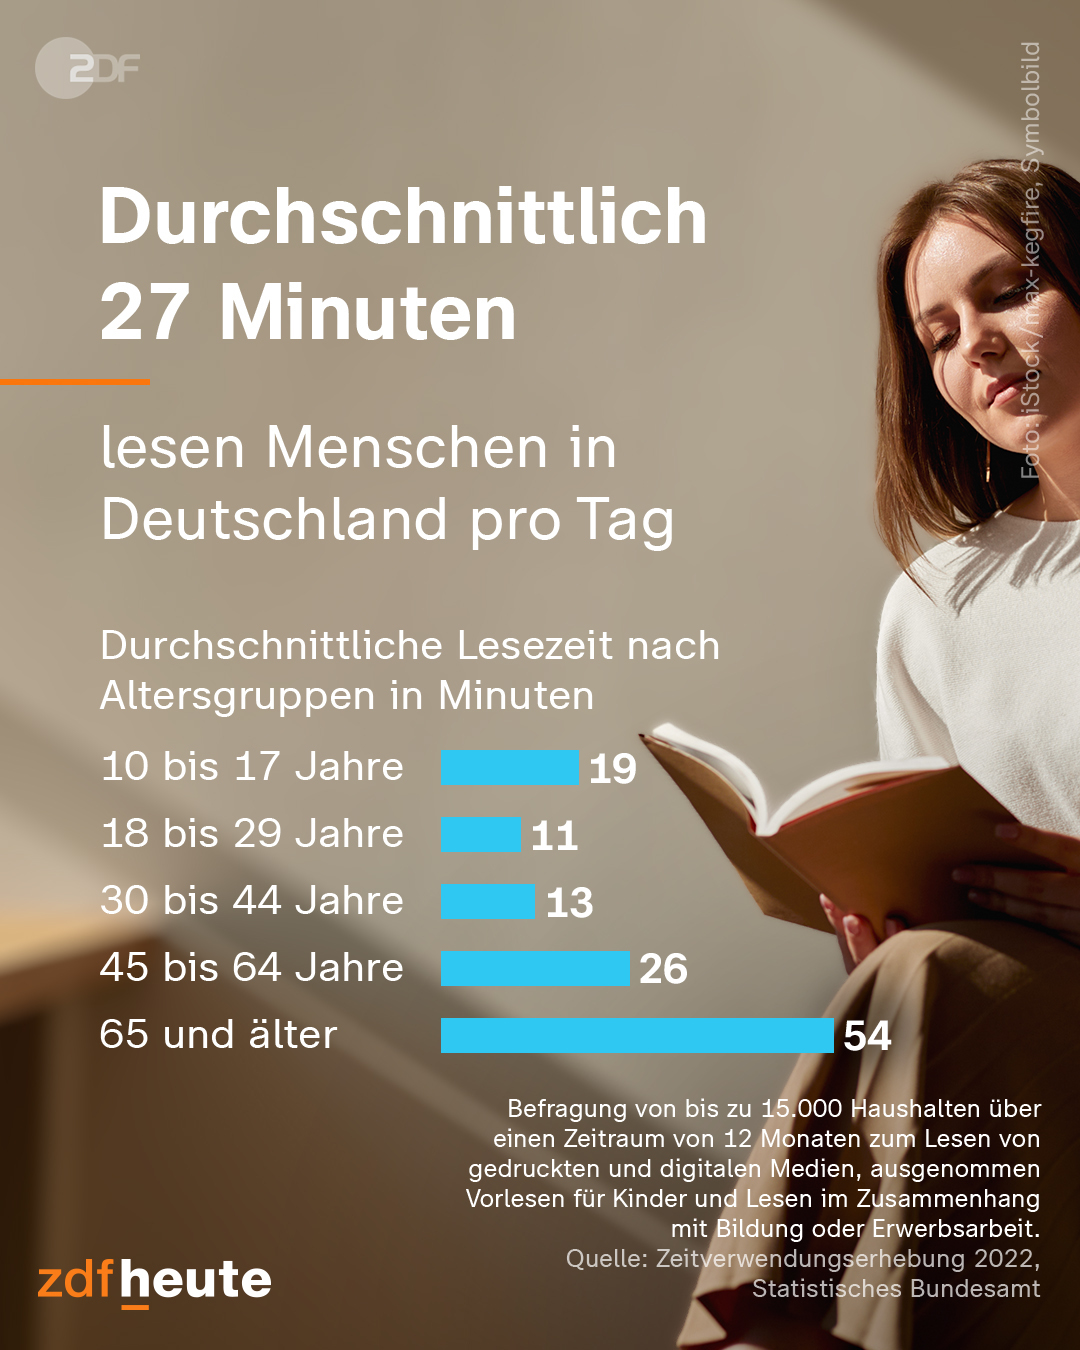 ZDF
Foto: iStock/max-kegfire, Symbolbild
Durchschnittlich
27 Minuten
lesen Menschen in
Deutschland pro Tag
Durchschnittliche Lesezeit nach
Altersgruppen in Minuten
10 bis 17 Jahre 19
18 bis 29 Jahre 11
30 bis 44 Jahre 13
45 bis 64 Jahre 26
65 und älter 54
Befragung von bis zu 15.000 Haushalten über
einen Zeitraum von 12 Monaten zum Lesen von
gedruckten und digitalen Medien, ausgenommen
Vorlesen für Kinder und Lesen im Zusammenhang
mit Bildung oder Erwerbsarbeit.
Quelle: Zeitverwendungserhebung 2022,
Statistisches Bundesamt
zdfheute